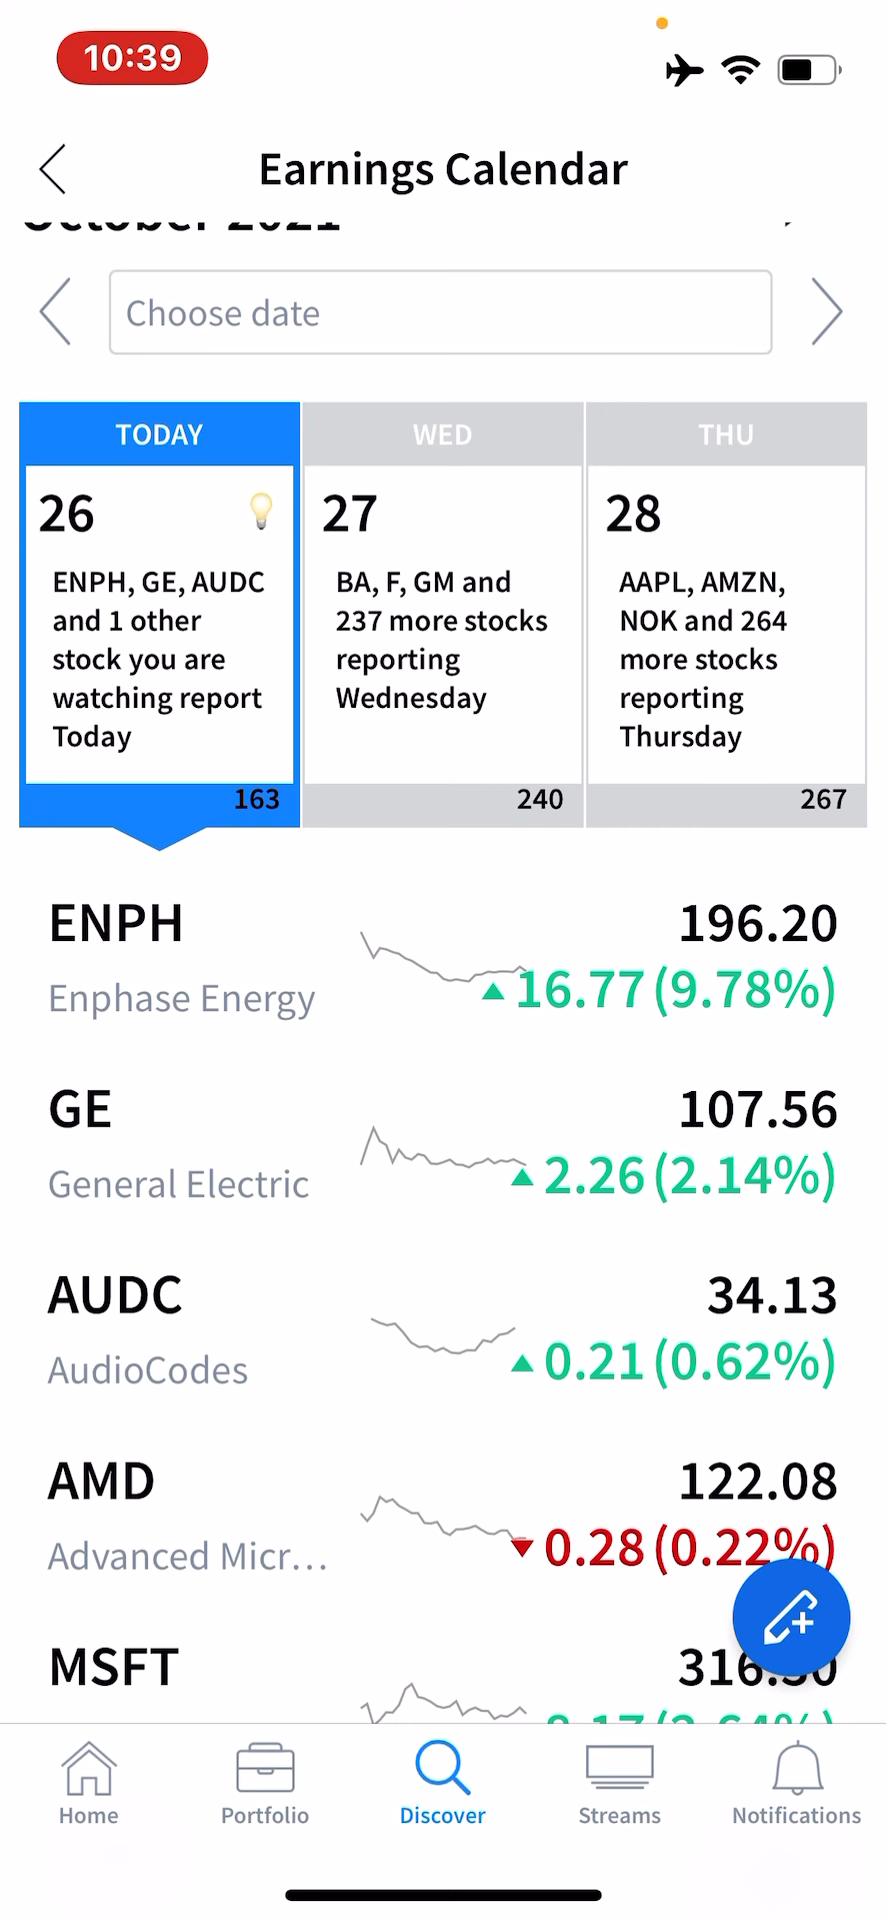 10:39
Earnings Calendar
October 2021
Choose date
TODAY
WED
THU
26
27
28
ENPH, GE, AUDC
and 1 other
stock you are
watching report
Today
BA, F, GM and
237 more stocks
reporting
Wednesday
AAPL, AMZN,
NOK and 264
more stocks
reporting
Thursday
163
240
267
ENPH
196.20
Enphase Energy
▲16.77 (9.78%)
GE
107.56
General Electric
▲2.26 (2.14%)
AUDC
34.13
AudioCodes
▲0.21 (0.62%)
AMD
122.08
Advanced Micr...
▼0.28 (0.22%)
MSFT
Home
Portfolio
Discover
Streams
Notifications